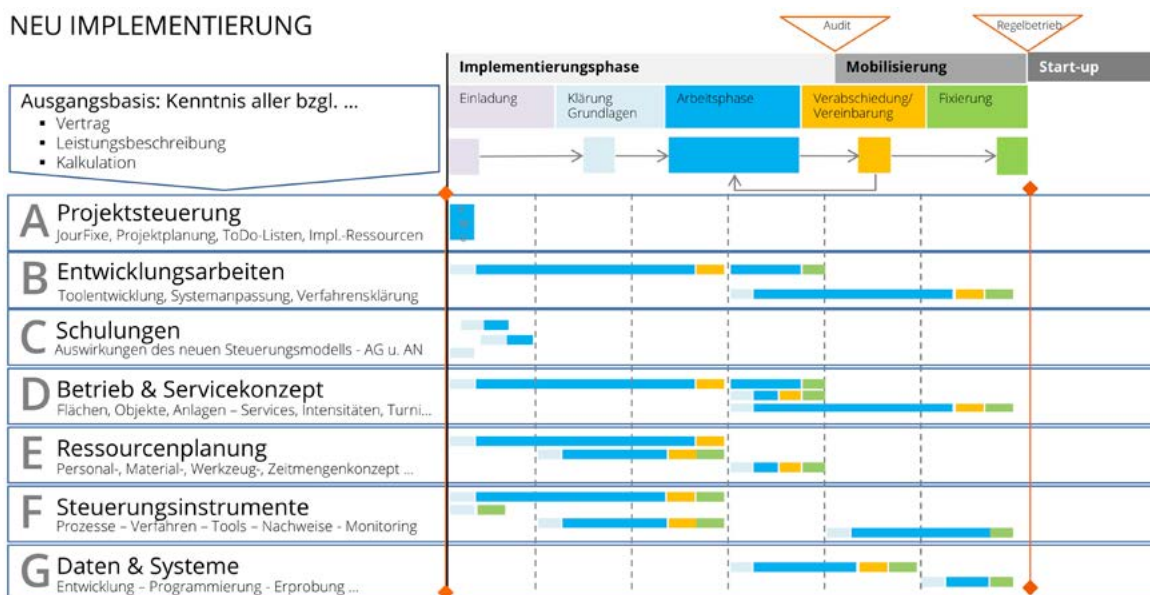 NEU IMPLEMENTIERUNG
Audit
Regelbetrieb
Implementierungsphase
Mobilisierung
Start-up
Ausgangsbasis: Kenntnis aller bzgl. ...
▪ Vertrag
▪ Leistungsbeschreibung
▪ Kalkulation
Einladung
Klärung
Grundlagen
Arbeitsphase
Verabschiedung/
Vereinbarung
Fixierung
A Projektsteuerung
JourFixe, Projektplanung, ToDo-Listen, Impl.-Ressourcen
B Entwicklungsarbeiten
Toolentwicklung, Systemanpassung, Verfahrensklärung
C Schulungen
Auswirkungen des neuen Steuerungsmodells - AG u. AN
D Betrieb & Servicekonzept
Flächen, Objekte, Anlagen – Services, Intensitäten, Turni...
E Ressourcenplanung
Personal-, Material-, Werkzeug-, Zeitmengenkonzept ...
F Steuerungsinstrumente
Prozesse – Verfahren – Tools – Nachweise - Monitoring
G Daten & Systeme
Entwicklung – Programmierung - Erprobung ...